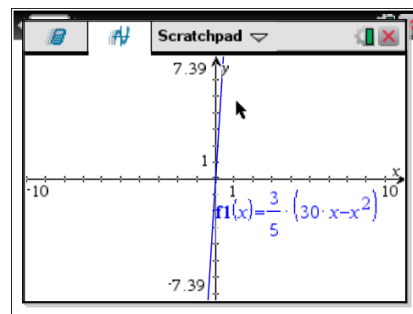 Scratchpad
7.39 y
1
x
-10 1 10
f1(x)=3/5·(30·x-x²)
-7.39